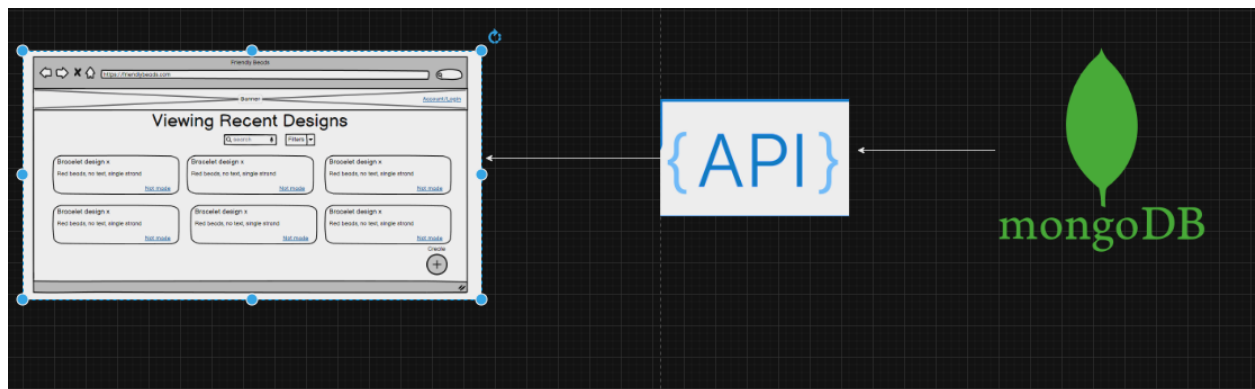 Friendly Beads
https://friendlybeads.com
Banner
Account/Login
Viewing Recent Designs
search
Filters
Bracelet design x
Red beads, no text, single strand
Not made
Bracelet design x
Red beads, no text, single strand
Not made
Bracelet design x
Red beads, no text, single strand
Not made
Bracelet design x
Red beads, no text, single strand
Not made
Bracelet design x
Red beads, no text, single strand
Not made
Bracelet design x
Red beads, no text, single strand
Not made
Create
{API}
mongoDB